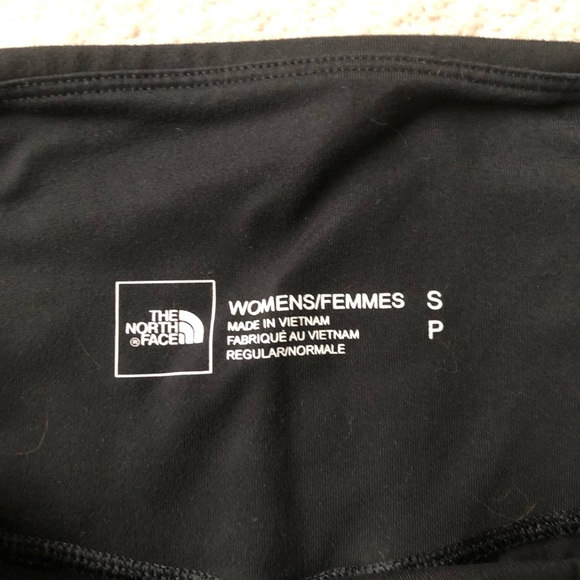 THE
NORTH
® FACE
WOMENS/FEMMES S
MADE IN VIETNAM P
FABRIQUÉ AU VIETNAM
REGULAR/NORMALE